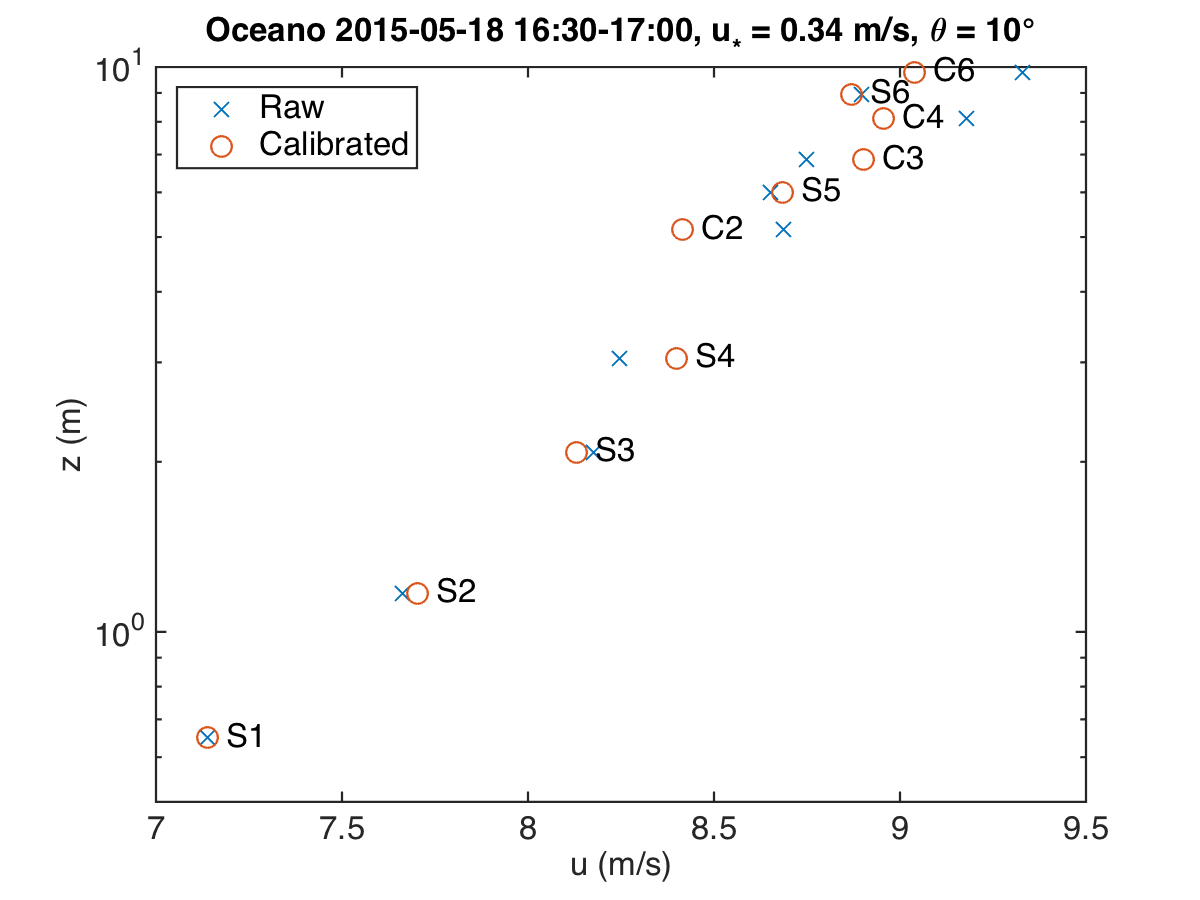 Oceano 2015-05-18 16:30-17:00, u* = 0.34 m/s, θ = 10°
Raw
Calibrated
10¹
10⁰
z (m)
C6
S6
C4
C3
S5
C2
S4
S3
S2
S1
7 7.5 8 8.5 9 9.5
u (m/s)